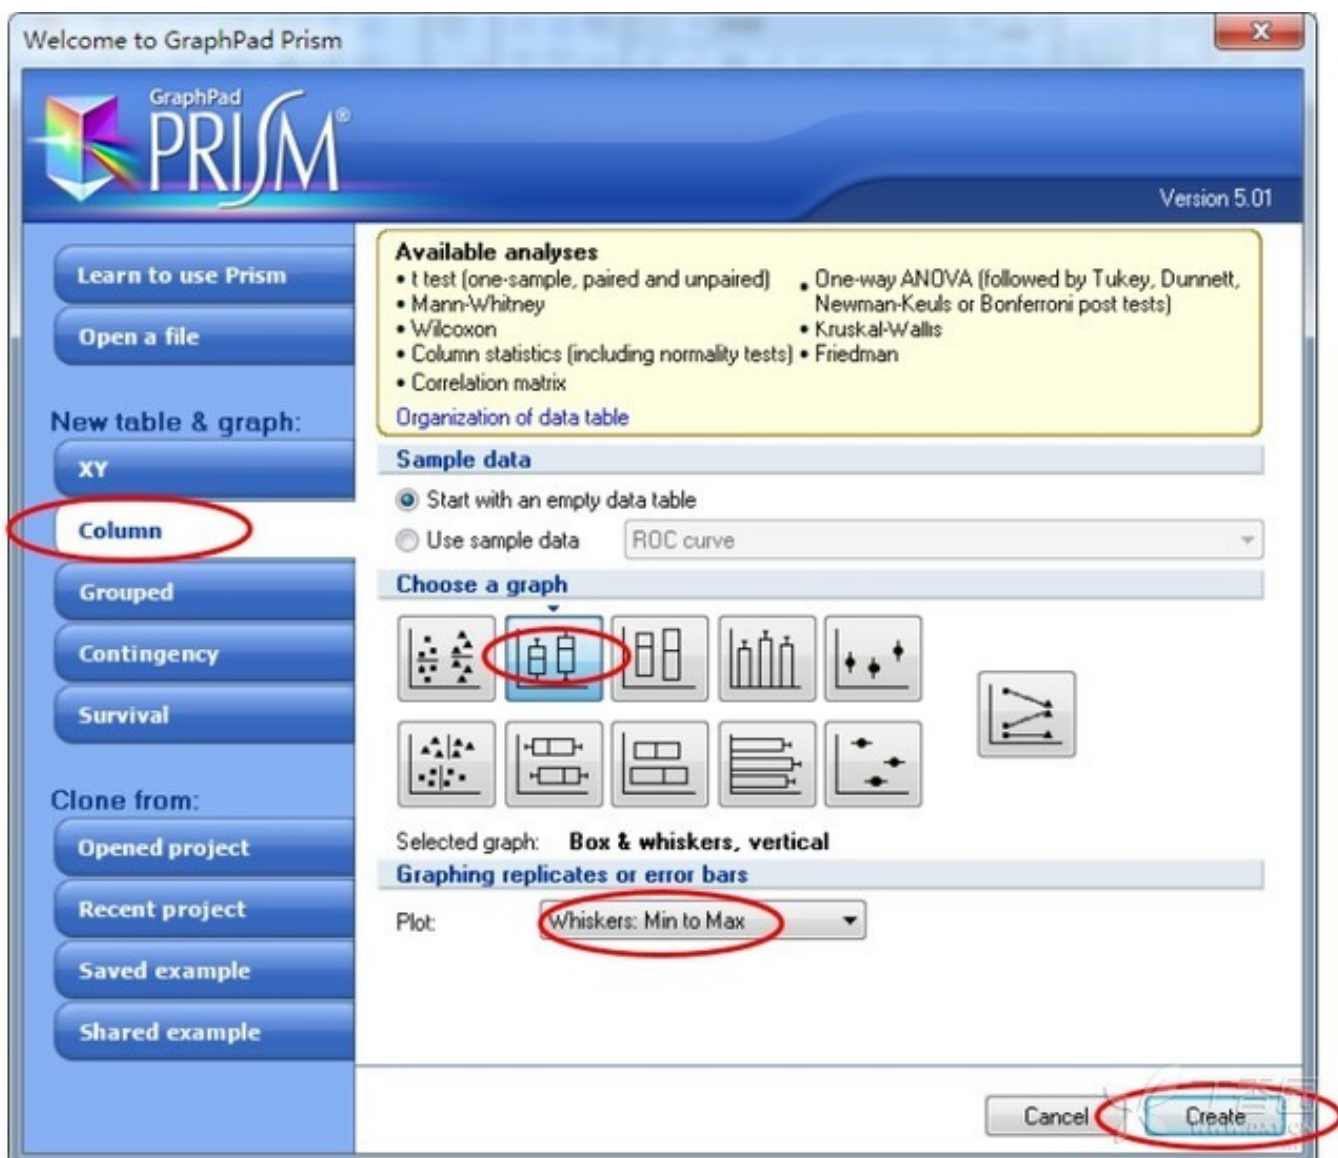 Welcome to GraphPad Prism
GraphPad
PRISM®
Version 5.01
Learn to use Prism
Open a file
New table & graph:
XY
Column
Grouped
Contingency
Survival
Clone from:
Opened project
Recent project
Saved example
Shared example
Available analyses
• t test (one-sample, paired and unpaired)
• Mann-Whitney
• Wilcoxon
• Column statistics (including normality tests)
• Correlation matrix
• One-way ANOVA (followed by Tukey, Dunnett,
Newman-Keuls or Bonferroni post tests)
• Kruskal-Wallis
• Friedman
Organization of data table
Sample data
Start with an empty data table
Use sample data
ROC curve
Choose a graph
Selected graph: Box & whiskers, vertical
Graphing replicates or error bars
Plot: Whiskers: Min to Max
Cancel
Create